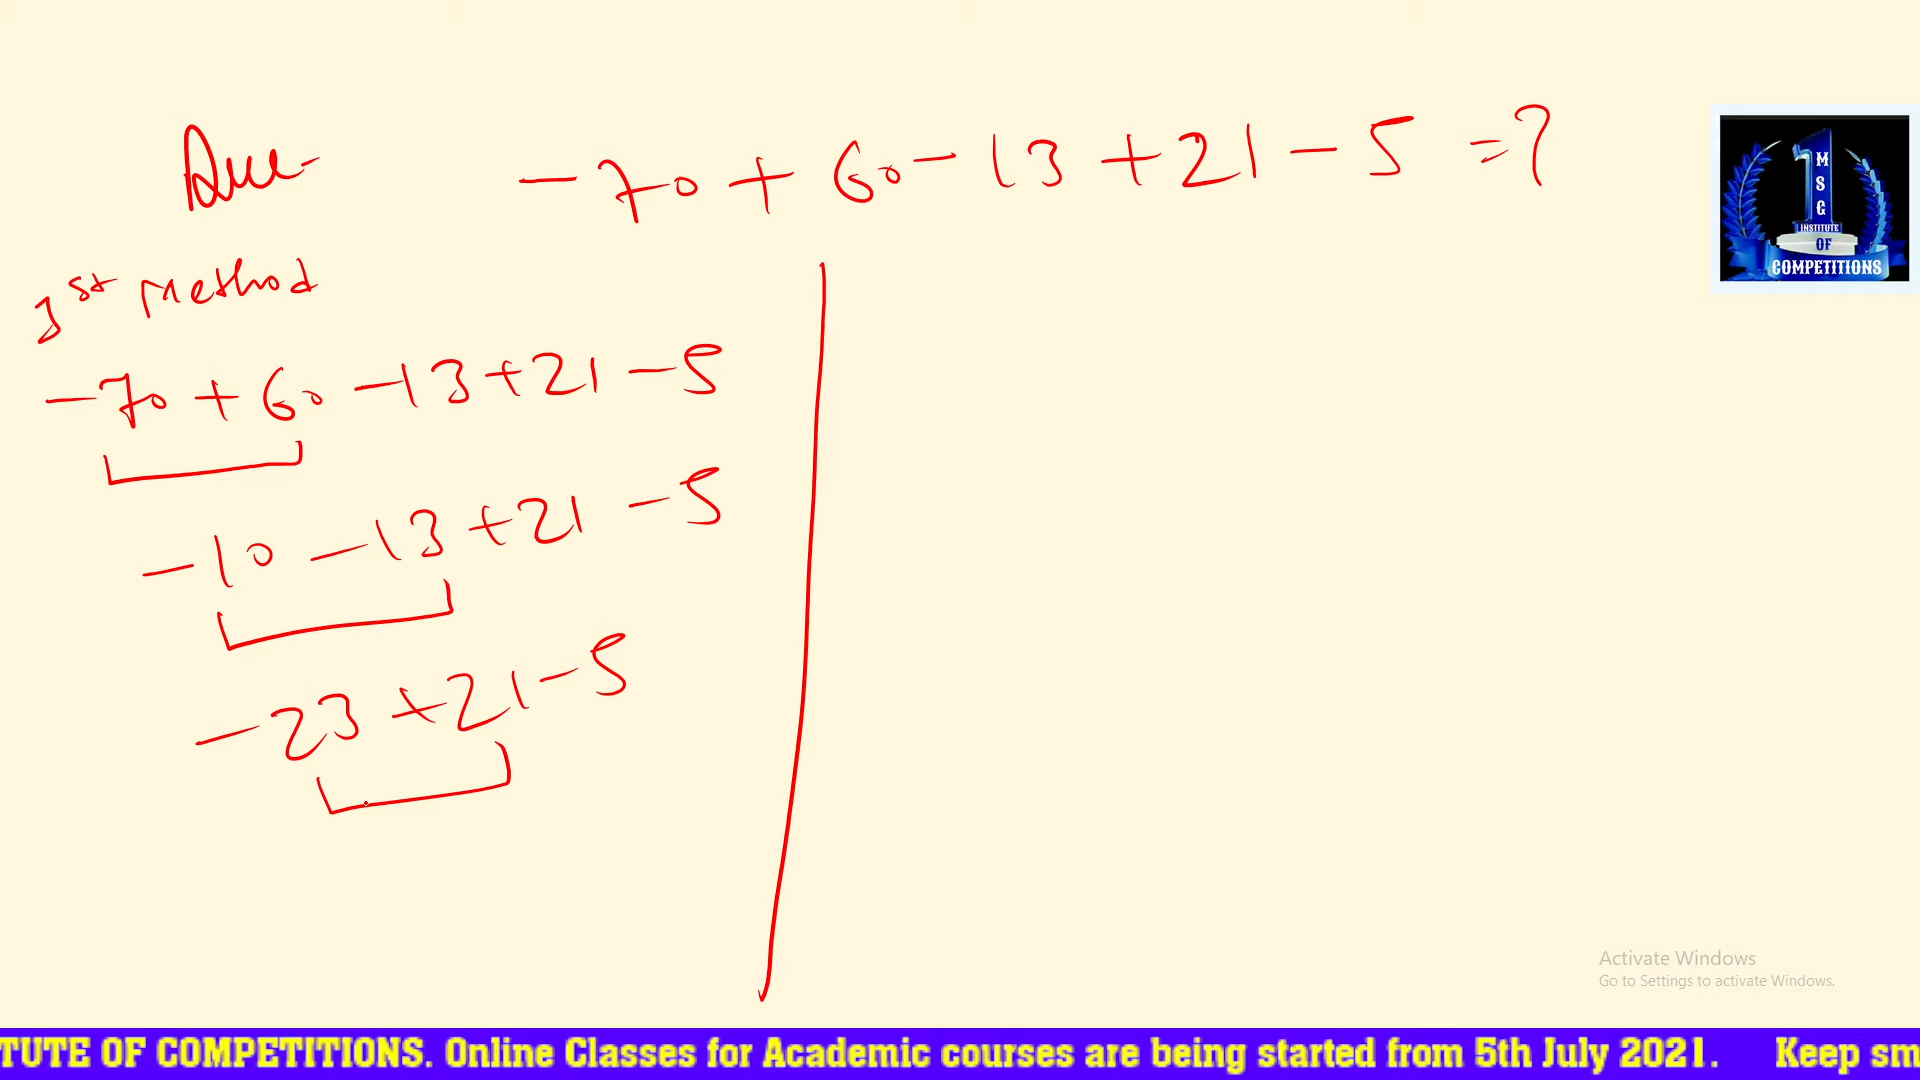 Que - 70 + 60 - 13 + 21 - 5 = ?
1st Method
- 70 + 60 - 13 + 21 - 5
- 10 - 13 + 21 - 5
- 23 + 21 - 5
1
M
S
G
INSTITUTE
OF
COMPETITIONS
Activate Windows
Go to Settings to activate Windows.
TUTE OF COMPETITIONS. Online Classes for Academic courses are being started from 5th July 2021. Keep sm